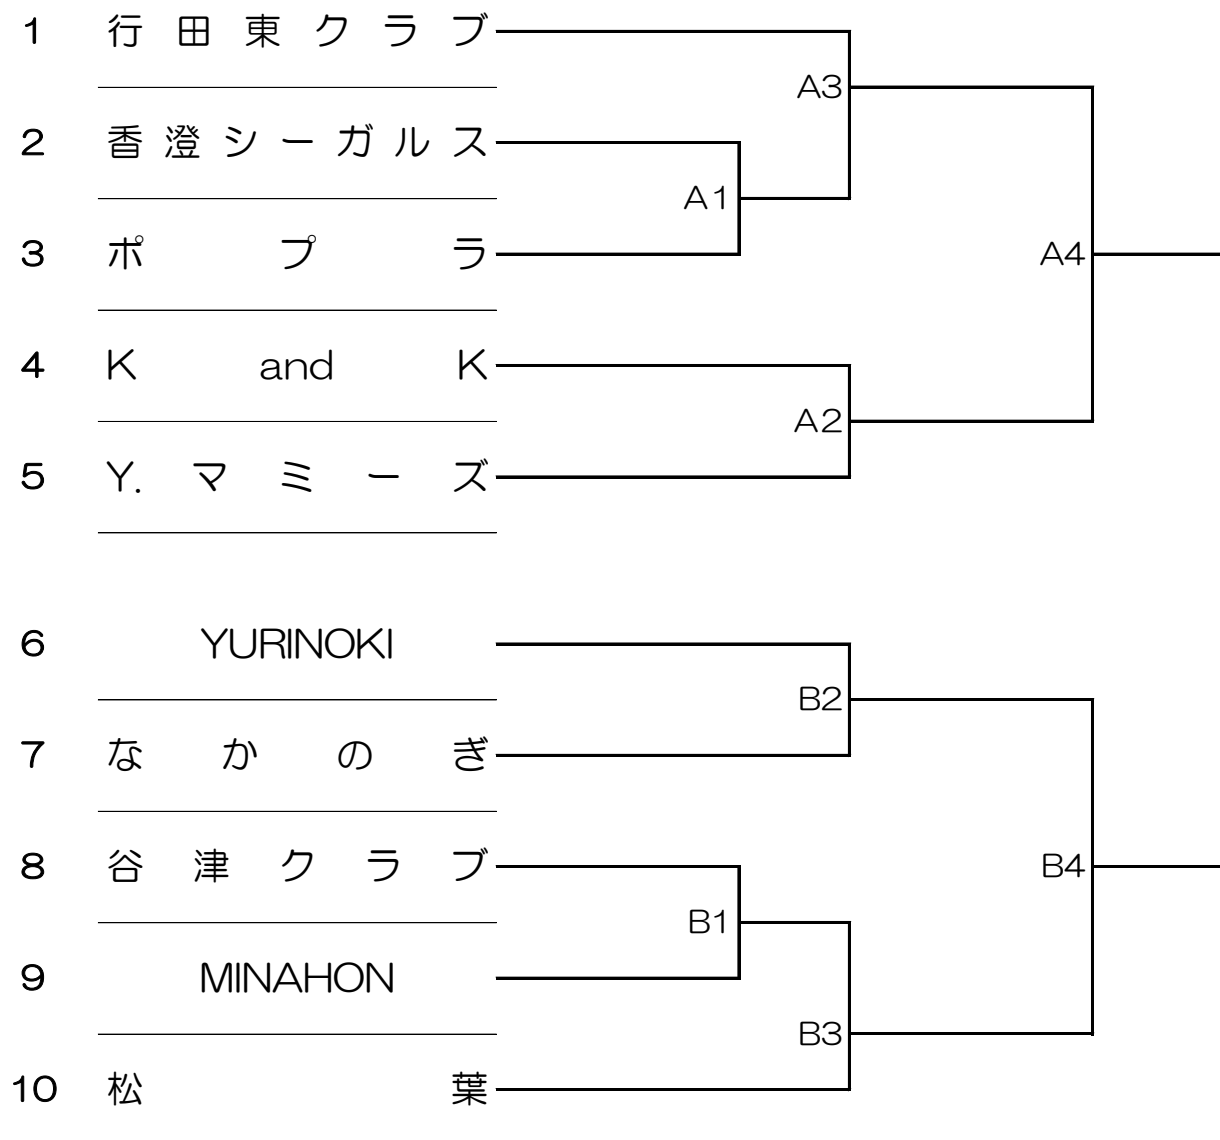 1 行田東クラブ
A3
2 香澄シーガルス
A1
3 ポプラ
A4
4 K and K
A2
5 Y.マミーズ
6 YURINOKI
B2
7 なかのぎ
8 谷津クラブ
B4
B1
9 MINAHON
B3
10 松葉